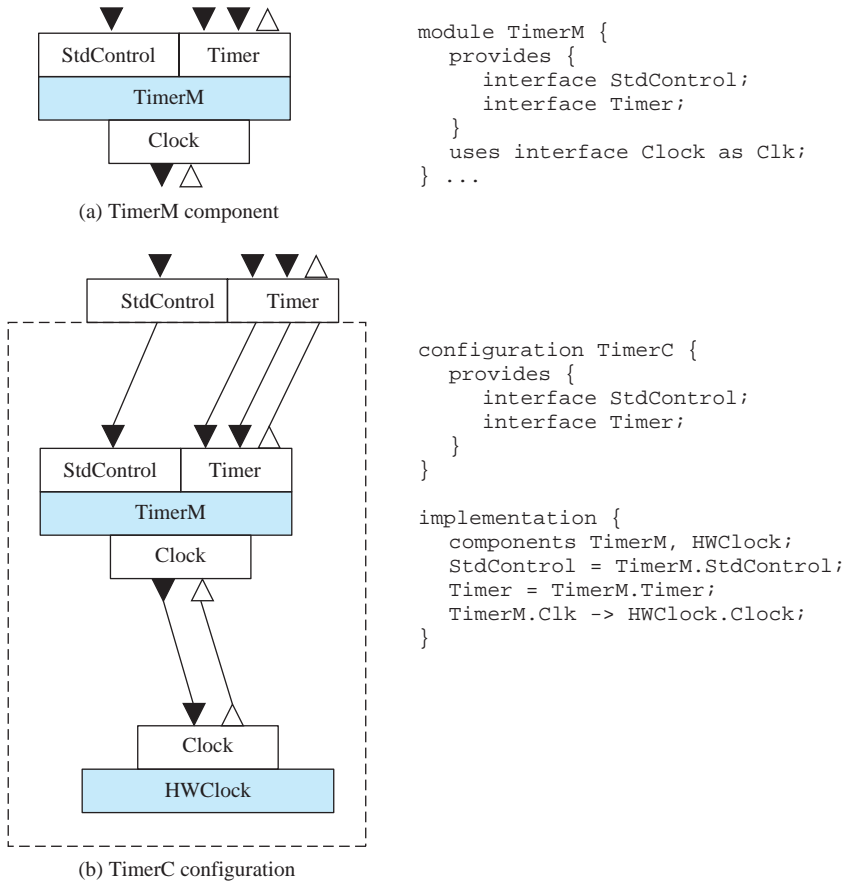 StdControl Timer
TimerM
Clock
(a) TimerM component
module TimerM {
provides {
interface StdControl;
interface Timer;
}
uses interface Clock as Clk;
} ...
StdControl Timer
StdControl Timer
TimerM
Clock
Clock
HWClock
(b) TimerC configuration
configuration TimerC {
provides {
interface StdControl;
interface Timer;
}
}
implementation {
components TimerM, HWClock;
StdControl = TimerM.StdControl;
Timer = TimerM.Timer;
TimerM.Clk -> HWClock.Clock;
}